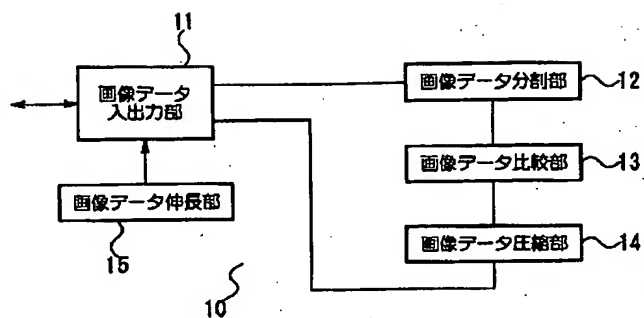 11
画像データ
入出力部
画像データ分割部
12
画像データ比較部
13
画像データ伸長部
15
画像データ圧縮部
14
10